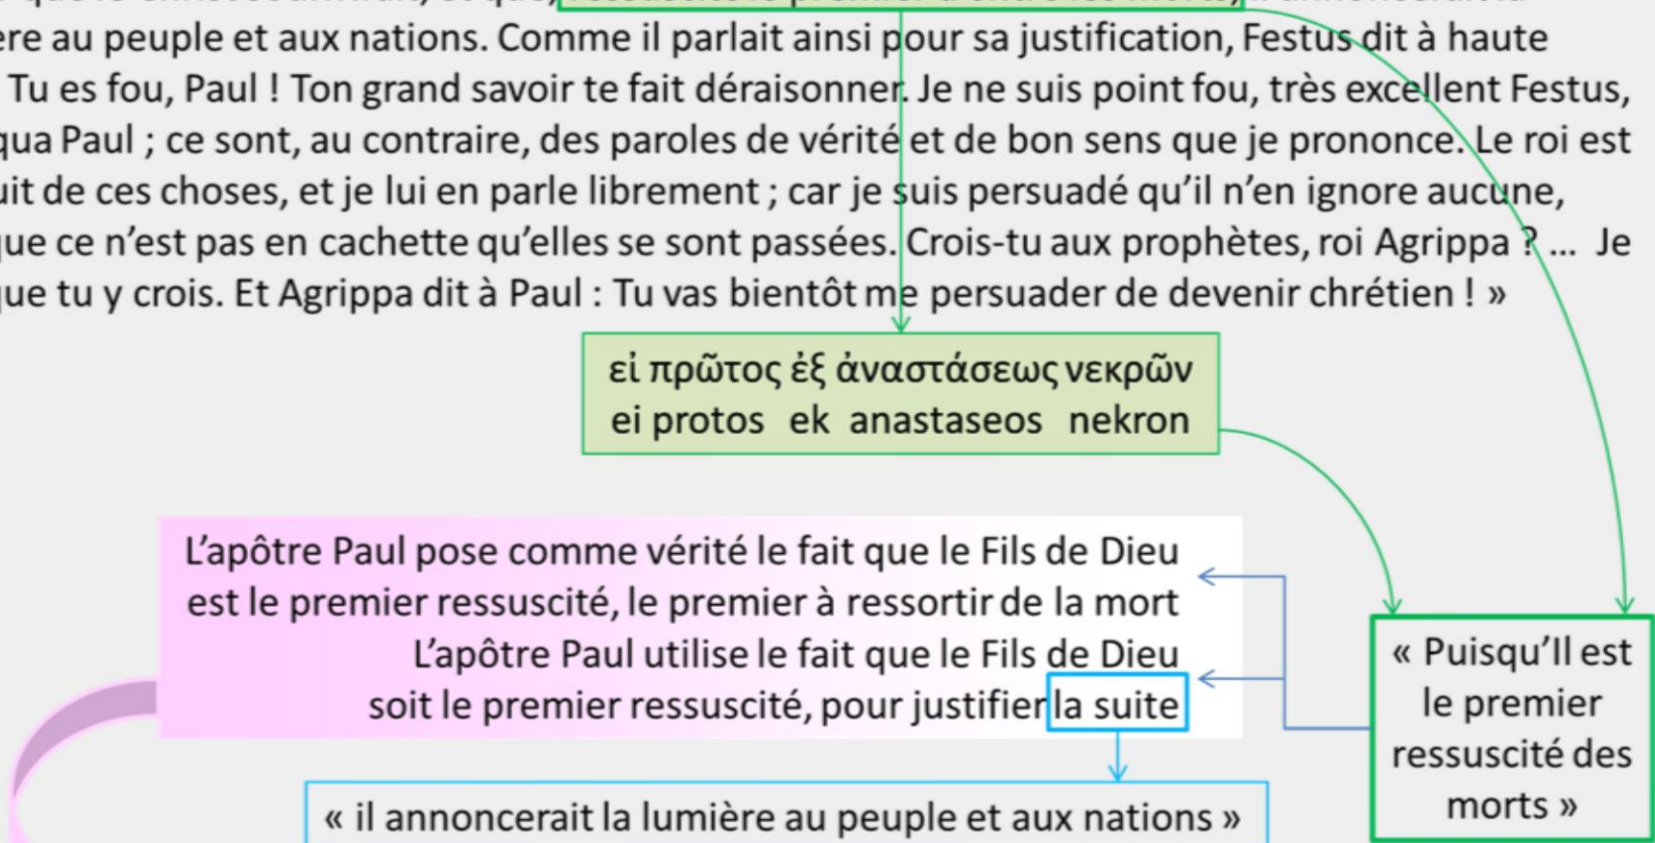 ère au peuple et aux nations. Comme il parlait ainsi pour sa justification, Festus dit à haute
Tu es fou, Paul ! Ton grand savoir te fait déraisonner. Je ne suis point fou, très excellent Festus,
qua Paul ; ce sont, au contraire, des paroles de vérité et de bon sens que je prononce. Le roi est
uit de ces choses, et je lui en parle librement ; car je suis persuadé qu’il n’en ignore aucune,
que ce n’est pas en cachette qu’elles se sont passées. Crois-tu aux prophètes, roi Agrippa ? ... Je
que tu y crois. Et Agrippa dit à Paul : Tu vas bientôt me persuader de devenir chrétien ! »
εἰ πρῶτος ἐξ ἀναστάσεως νεκρῶν
ei protos ek anastaseos nekron
L’apôtre Paul pose comme vérité le fait que le Fils de Dieu
est le premier ressuscité, le premier à ressortir de la mort
L’apôtre Paul utilise le fait que le Fils de Dieu
soit le premier ressuscité, pour justifier la suite
« Puisqu’Il est
le premier
ressuscité des
morts »
« il annoncerait la lumière au peuple et aux nations »